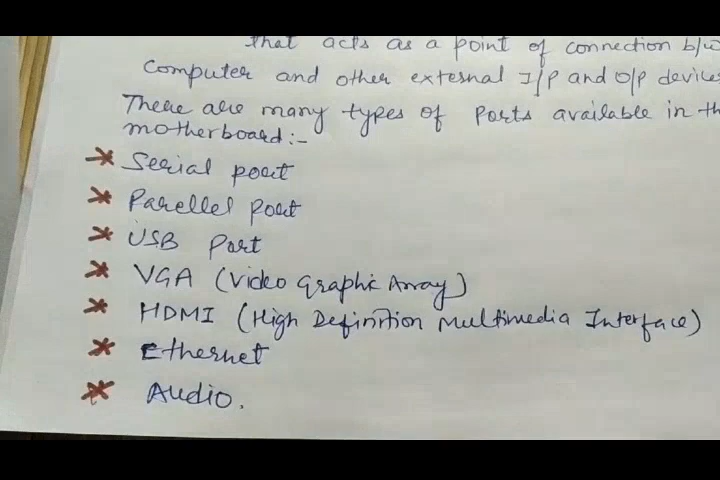 that acts as a point of connection b/w
Computer and other external I/P and O/P devices
There are many types of Ports available in th
motherboard:-
Serial port
Parellel port
USB Port
VGA (Video Graphic Array)
HDMI (High Definition Multimedia Interface)
Ethernet
Audio.